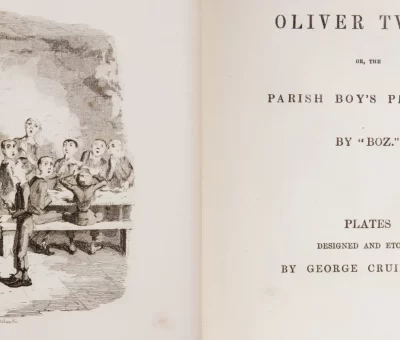 OLIVER TW
OR, THE
PARISH BOY'S P
BY "BOZ."
PLATES
DESIGNED AND ETC
BY GEORGE CRUI